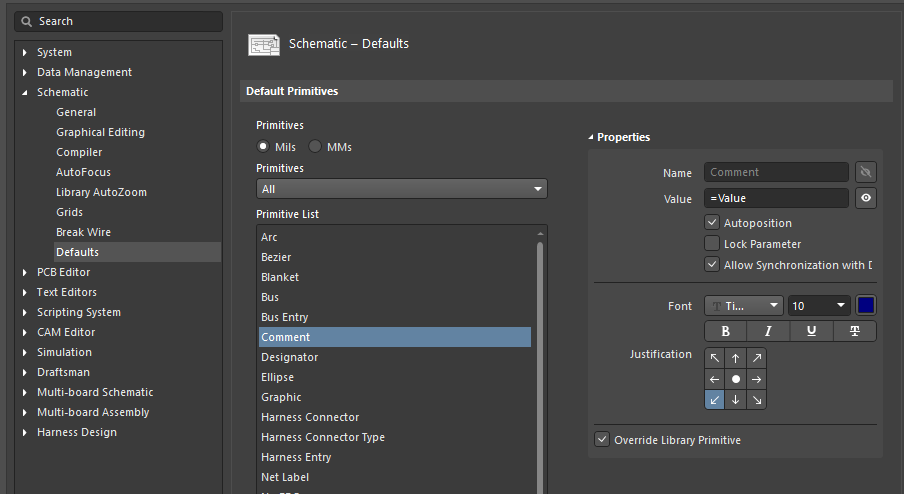 Search
System
Data Management
Schematic
General
Graphical Editing
Compiler
AutoFocus
Library AutoZoom
Grids
Break Wire
Defaults
PCB Editor
Text Editors
Scripting System
CAM Editor
Simulation
Draftsman
Multi-board Schematic
Multi-board Assembly
Harness Design
Schematic – Defaults
Default Primitives
Primitives
Mils MMs
Primitives
All
Primitive List
Arc
Bezier
Blanket
Bus
Bus Entry
Comment
Designator
Ellipse
Graphic
Harness Connector
Harness Connector Type
Harness Entry
Net Label
Properties
Name Comment
Value =Value
Autoposition
Lock Parameter
Allow Synchronization with D
Font T Ti... 10
B I U T
Justification
Override Library Primitive